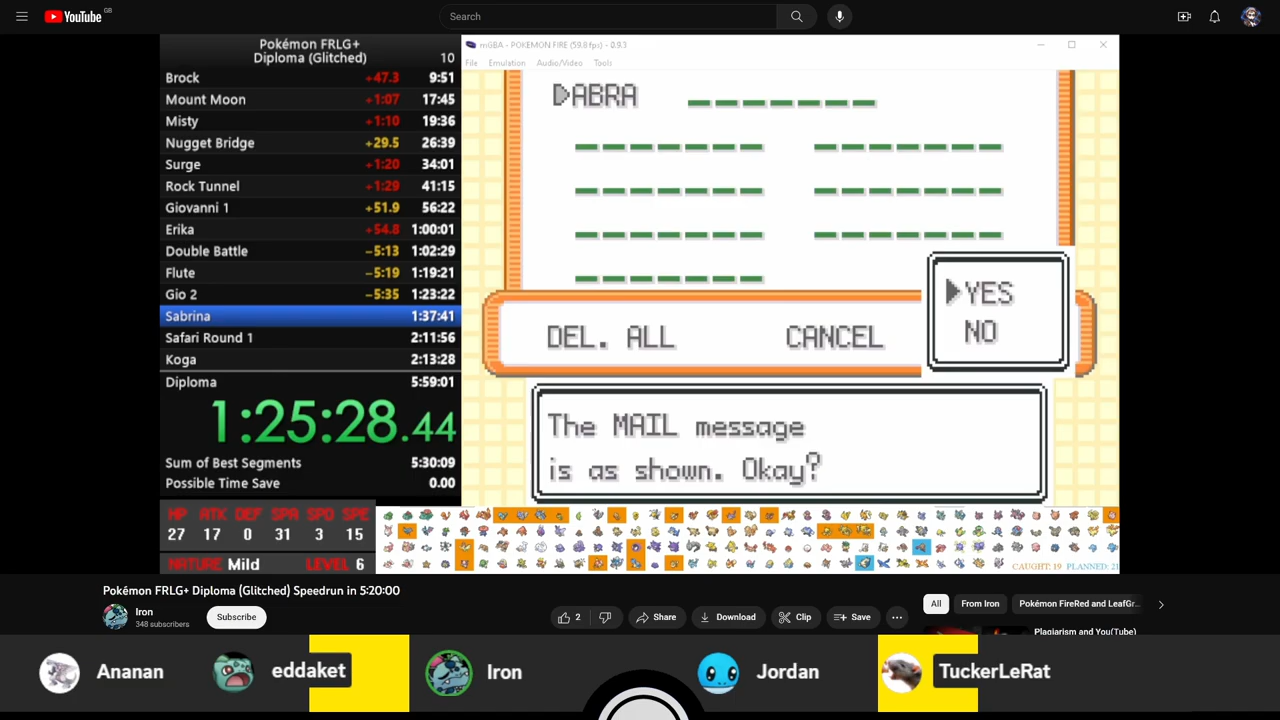 YouTube GB
Search
Pokémon FRLG+
Diploma (Glitched) 10
Brock +47.3 9:51
Mount Moon +1:07 17:45
Misty +1:10 19:36
Nugget Bridge +29.5 26:39
Surge +1:20 34:01
Rock Tunnel +1:29 41:15
Giovanni 1 +51.9 56:22
Erika +54.8 1:00:01
Double Battle −5:13 1:02:29
Flute −5:19 1:19:21
Gio 2 −5:35 1:23:22
Sabrina 1:37:41
Safari Round 1 2:11:56
Koga 2:13:28
Diploma 5:59:01
1:25:28.44
Sum of Best Segments 5:30:09
Possible Time Save 0.00
HP ATK DEF SPA SPD SPE
27 17 0 31 3 15
NATURE Mild LEVEL 6
mGBA - POKEMON FIRE (59.8 fps) - 0.9.3
File Emulation Audio/Video Tools
ABRA
YES
NO
DEL. ALL CANCEL
The MAIL message
is as shown. Okay?
CAUGHT: 19 PLANNED: 21
Pokémon FRLG+ Diploma (Glitched) Speedrun in 5:20:00
Iron
348 subscribers
Subscribe
2 Share Download Clip Save
All From Iron Pokémon FireRed and LeafGr...
Plagiarism and You(Tube)
Ananan eddaket Iron Jordan TuckerLeRat